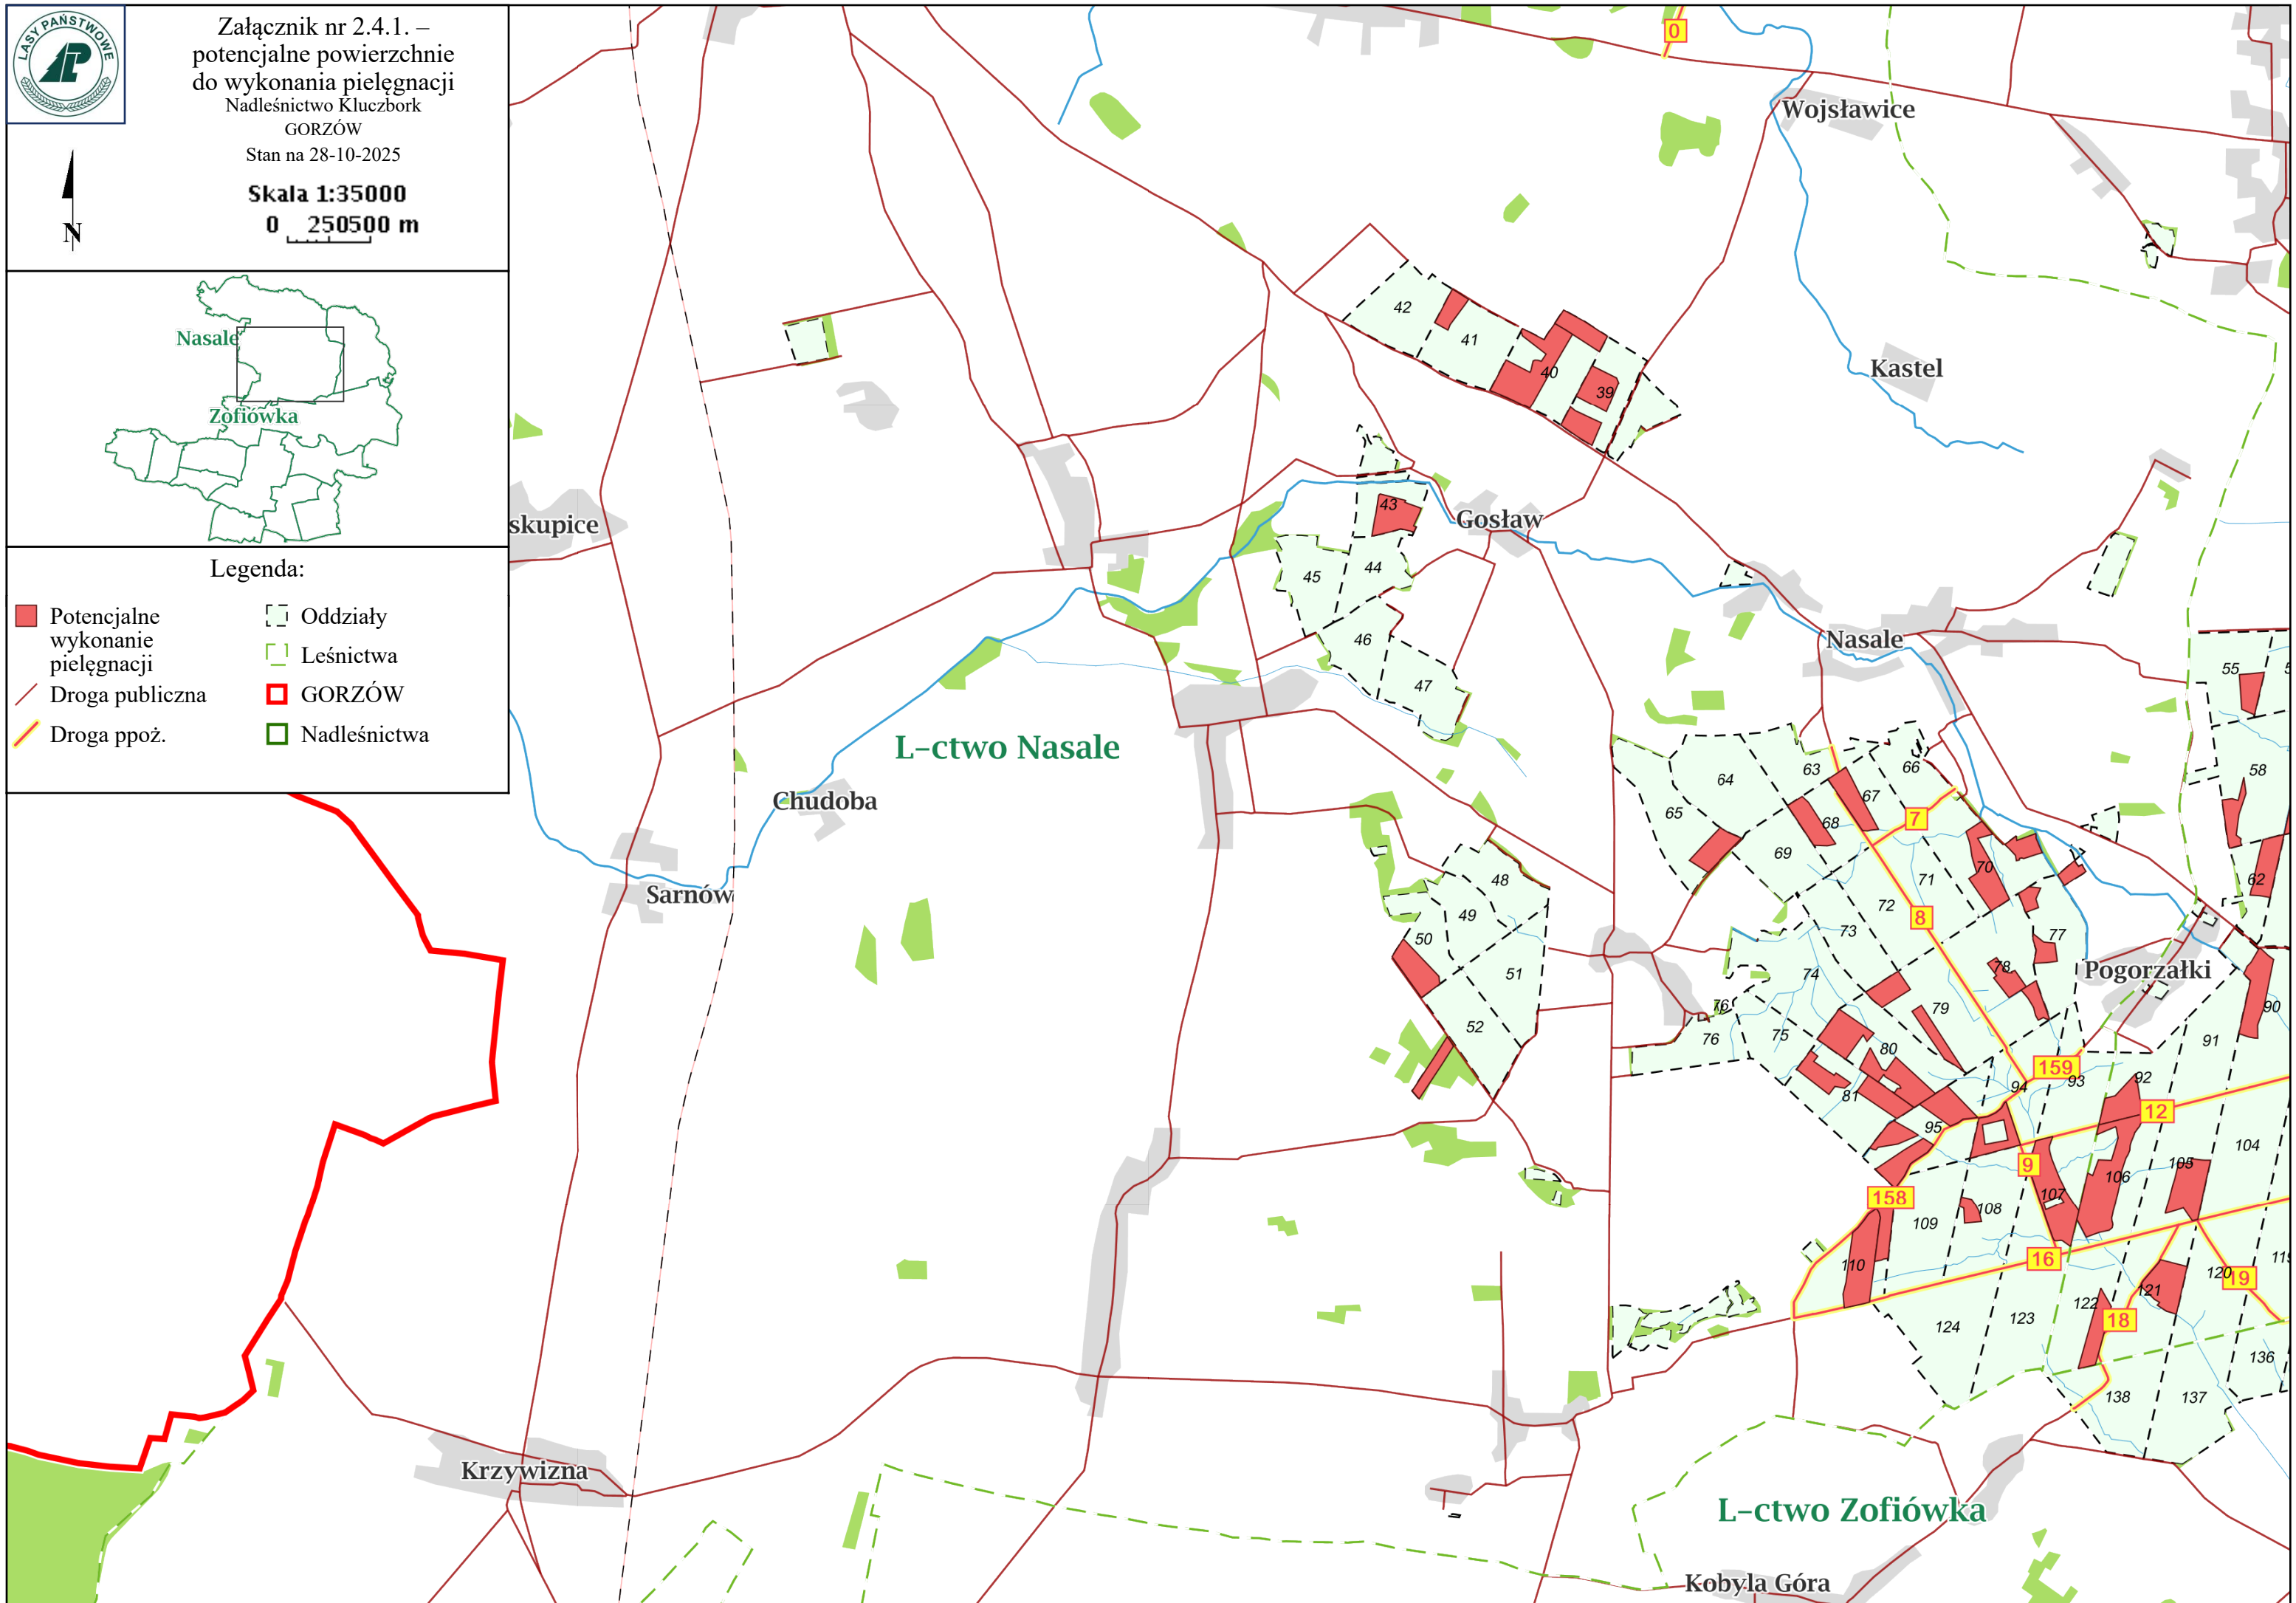 LASY PAŃSTWOWE
LP
Załącznik nr 2.4.1. –
potencjalne powierzchnie
do wykonania pielęgnacji
Nadleśnictwo Kluczbork
GORZÓW
Stan na 28-10-2025
Skala 1:35000
0 250500 m
N
Nasale
Zofiówka
Legenda:
Potencjalne
wykonanie
pielęgnacji
Droga publiczna
Droga ppoż.
Oddziały
Leśnictwa
GORZÓW
Nadleśnictwa
0
Wojsławice
42
41
40
39
Kastel
skupice
43
Gosław
45
44
46
47
Nasale
55
L-ctwo Nasale
58
64
63
66
67
65
68
7
Chudoba
69
70
71
62
48
Sarnów
49
72
8
50
73
77
51
74
78
Pogorzałki
76
79
90
52
76
75
80
91
159
94
93
92
81
12
95
104
9
105
106
158
107
108
109
16
110
119
120
19
121
122
18
123
124
136
138
137
Krzywizna
L-ctwo Zofiówka
Kobyla Góra